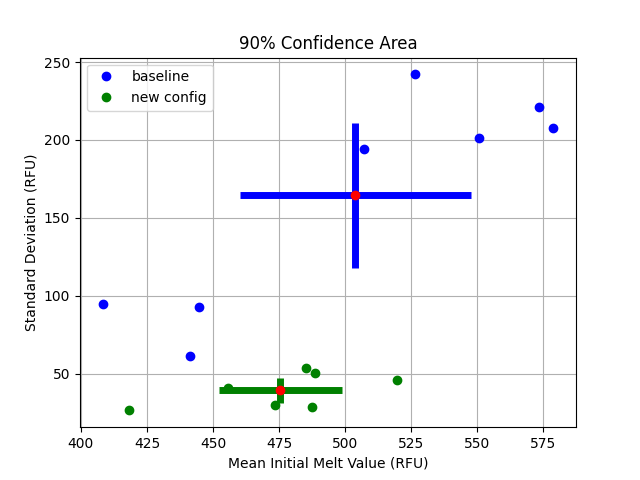 90% Confidence Area
baseline
new config
250
200
150
100
50
Standard Deviation (RFU)
400 425 450 475 500 525 550 575
Mean Initial Melt Value (RFU)